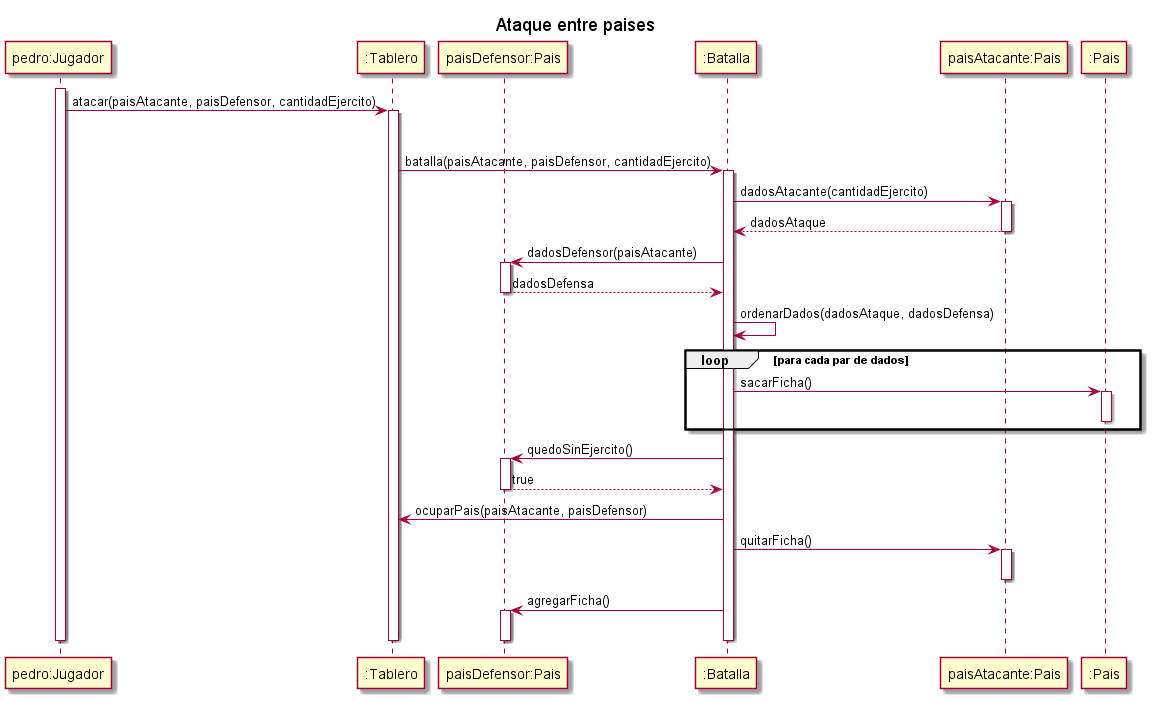 Ataque entre paises
pedro:Jugador
:Tablero
paisDefensor:Pais
:Batalla
paisAtacante:Pais
:Pais
atacar(paisAtacante, paisDefensor, cantidadEjercito)
batalla(paisAtacante, paisDefensor, cantidadEjercito)
dadosAtacante(cantidadEjercito)
dadosAtaque
dadosDefensor(paisAtacante)
dadosDefensa
ordenarDados(dadosAtaque, dadosDefensa)
loop [para cada par de dados]
sacarFicha()
quedoSinEjercito()
true
ocuparPais(paisAtacante, paisDefensor)
quitarFicha()
agregarFicha()
pedro:Jugador
:Tablero
paisDefensor:Pais
:Batalla
paisAtacante:Pais
:Pais